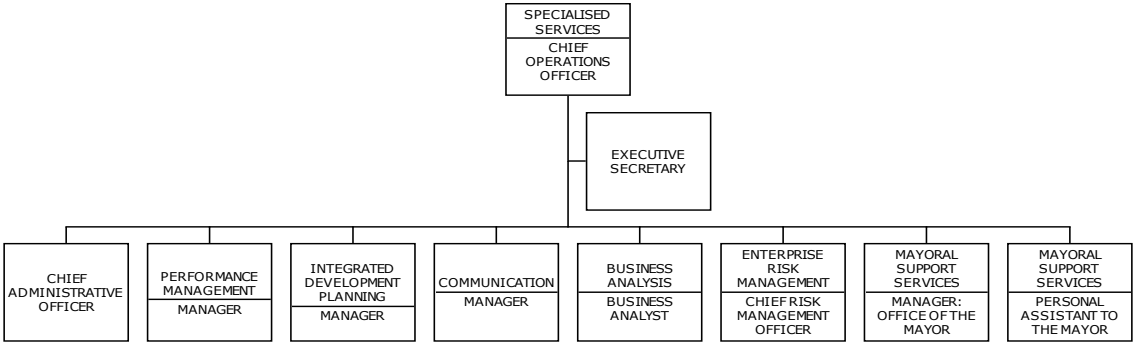 SPECIALISED
SERVICES
CHIEF
OPERATIONS
OFFICER
EXECUTIVE
SECRETARY
CHIEF
ADMINISTRATIVE
OFFICER
PERFORMANCE
MANAGEMENT
MANAGER
INTEGRATED
DEVELOPMENT
PLANNING
MANAGER
COMMUNICATION
MANAGER
BUSINESS
ANALYSIS
BUSINESS
ANALYST
ENTERPRISE
RISK
MANAGEMENT
CHIEF RISK
MANAGEMENT
OFFICER
MAYORAL
SUPPORT
SERVICES
MANAGER:
OFFICE OF THE
MAYOR
MAYORAL
SUPPORT
SERVICES
PERSONAL
ASSISTANT TO
THE MAYOR